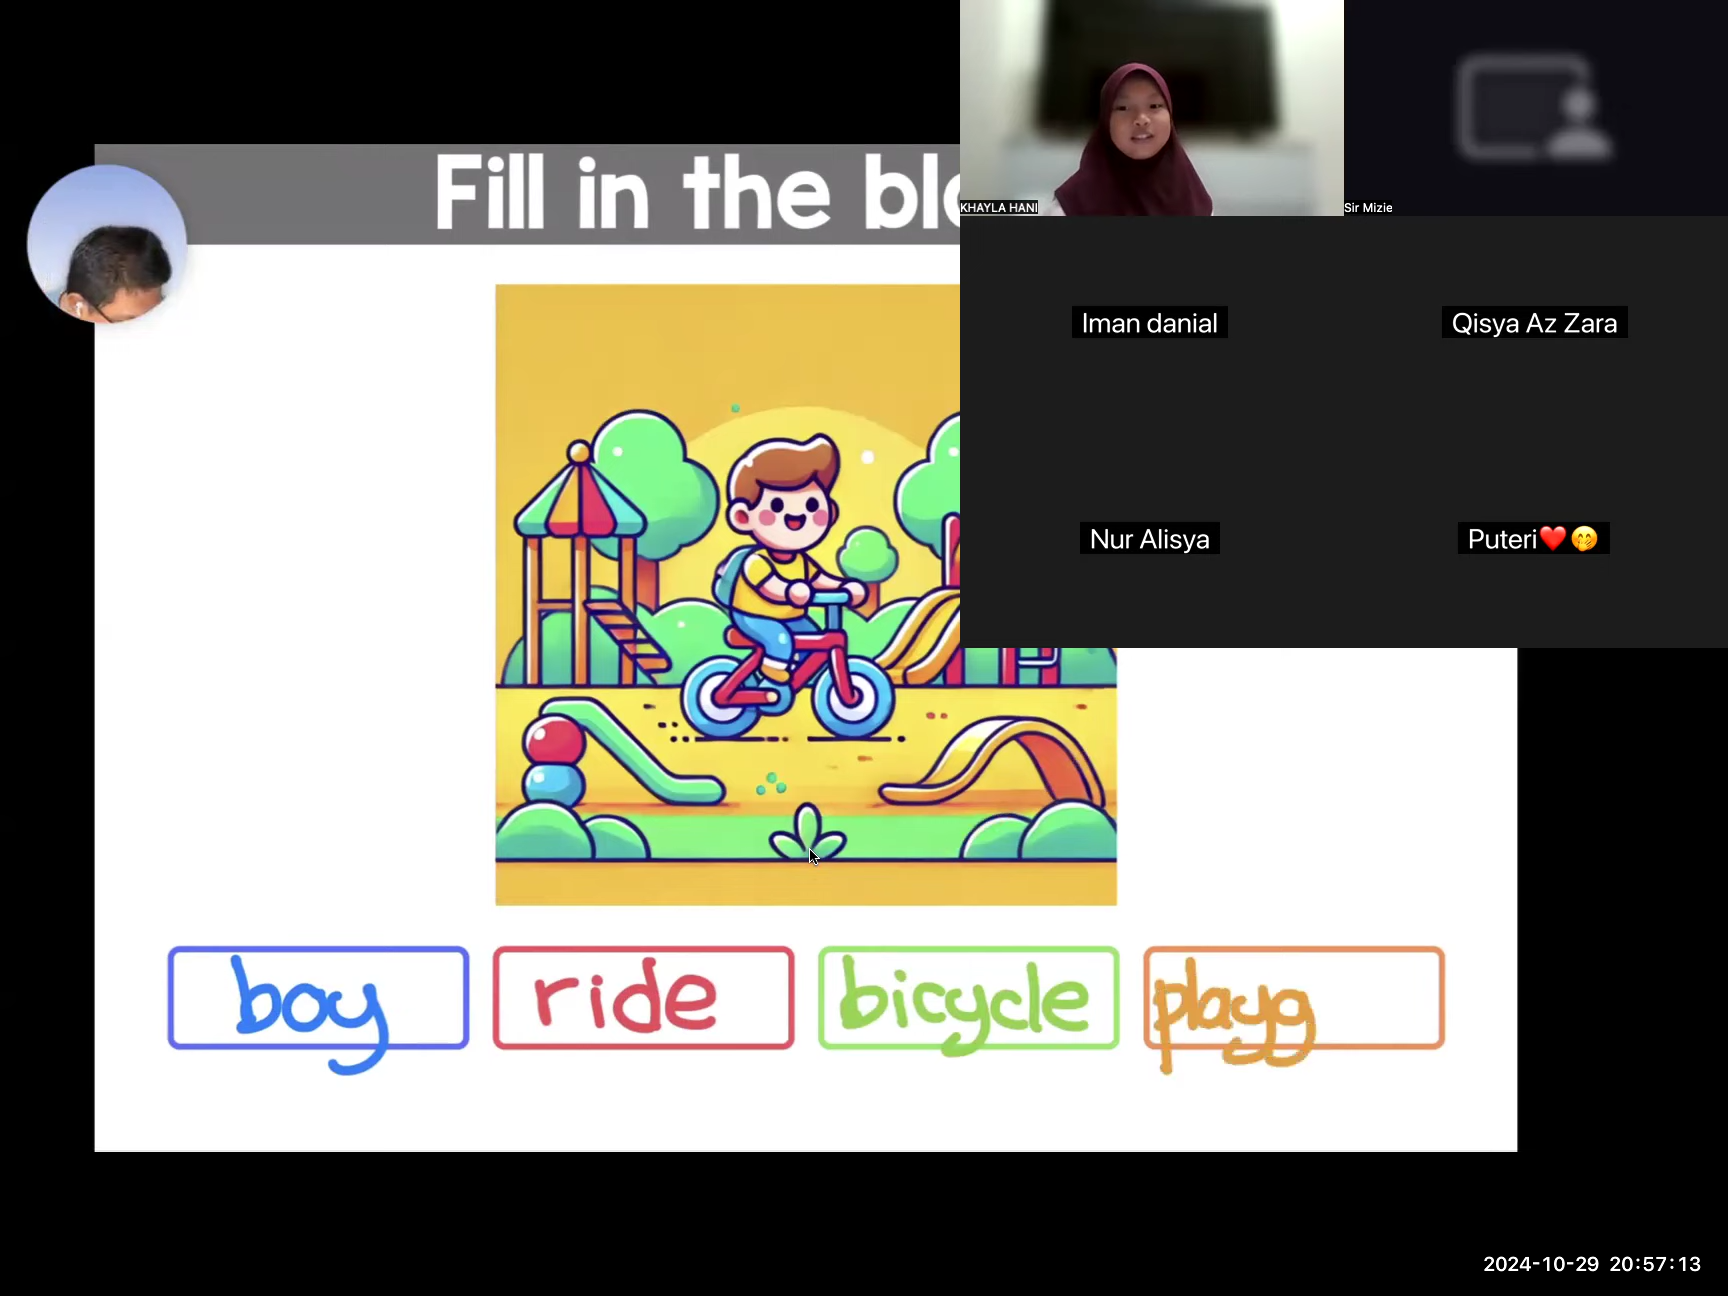 Fill in the bl
KHAYLA HANI
Sir Mizie
Iman danial
Qisya Az Zara
Nur Alisya
Puteri❤️🤭
boy ride bicycle playg
2024-10-29 20:57:13